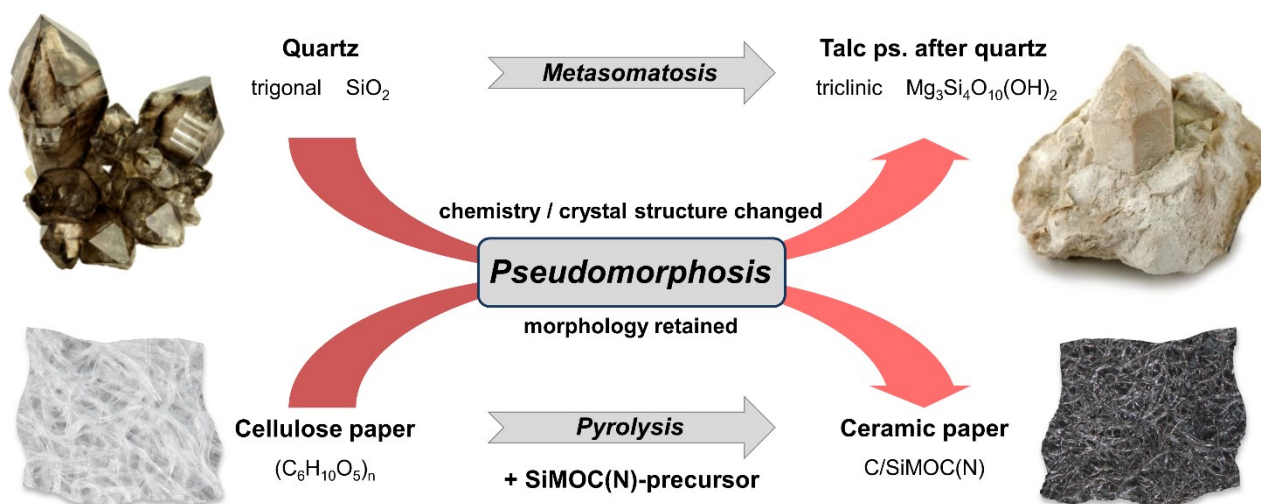 Quartz
trigonal SiO₂
Metasomatosis
Talc ps. after quartz
triclinic Mg₃Si₄O₁₀(OH)₂
chemistry / crystal structure changed
Pseudomorphosis
morphology retained
Cellulose paper
(C₆H₁₀O₅)ₙ
Pyrolysis
+ SiMOC(N)-precursor
Ceramic paper
C/SiMOC(N)